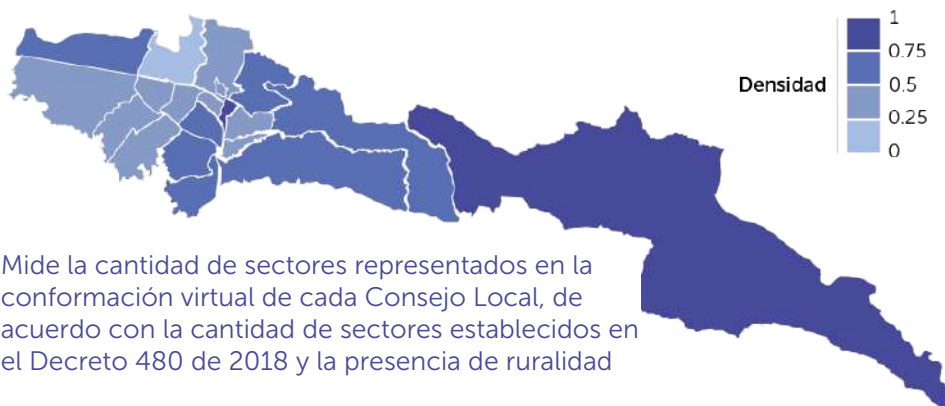 1
0.75
Densidad
0.5
0.25
0
Mide la cantidad de sectores representados en la
conformación virtual de cada Consejo Local, de
acuerdo con la cantidad de sectores establecidos en
el Decreto 480 de 2018 y la presencia de ruralidad